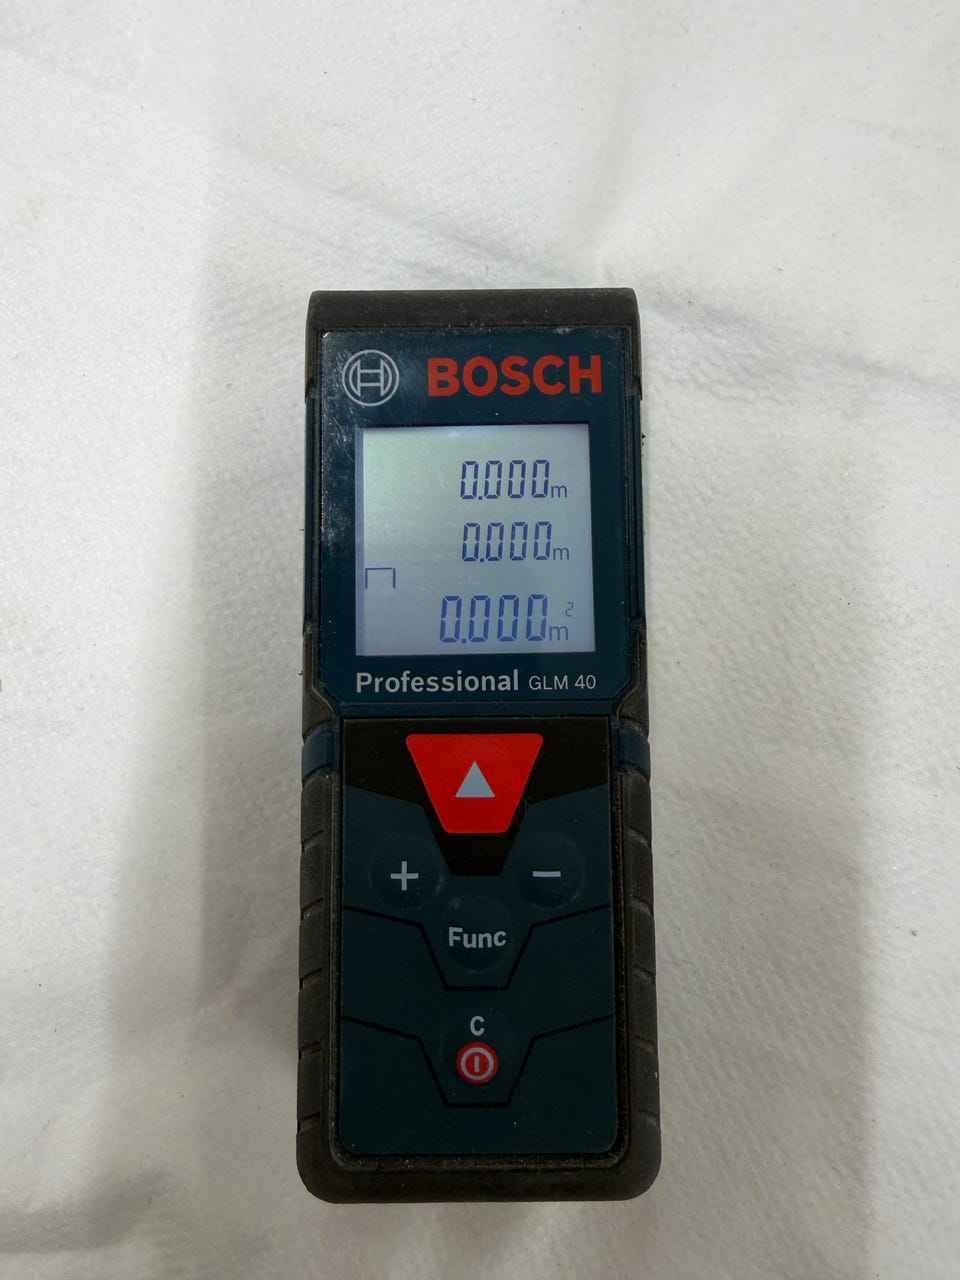 BOSCH
0.000m
0.000m
0.000m²
Professional GLM 40
+ −
Func
C